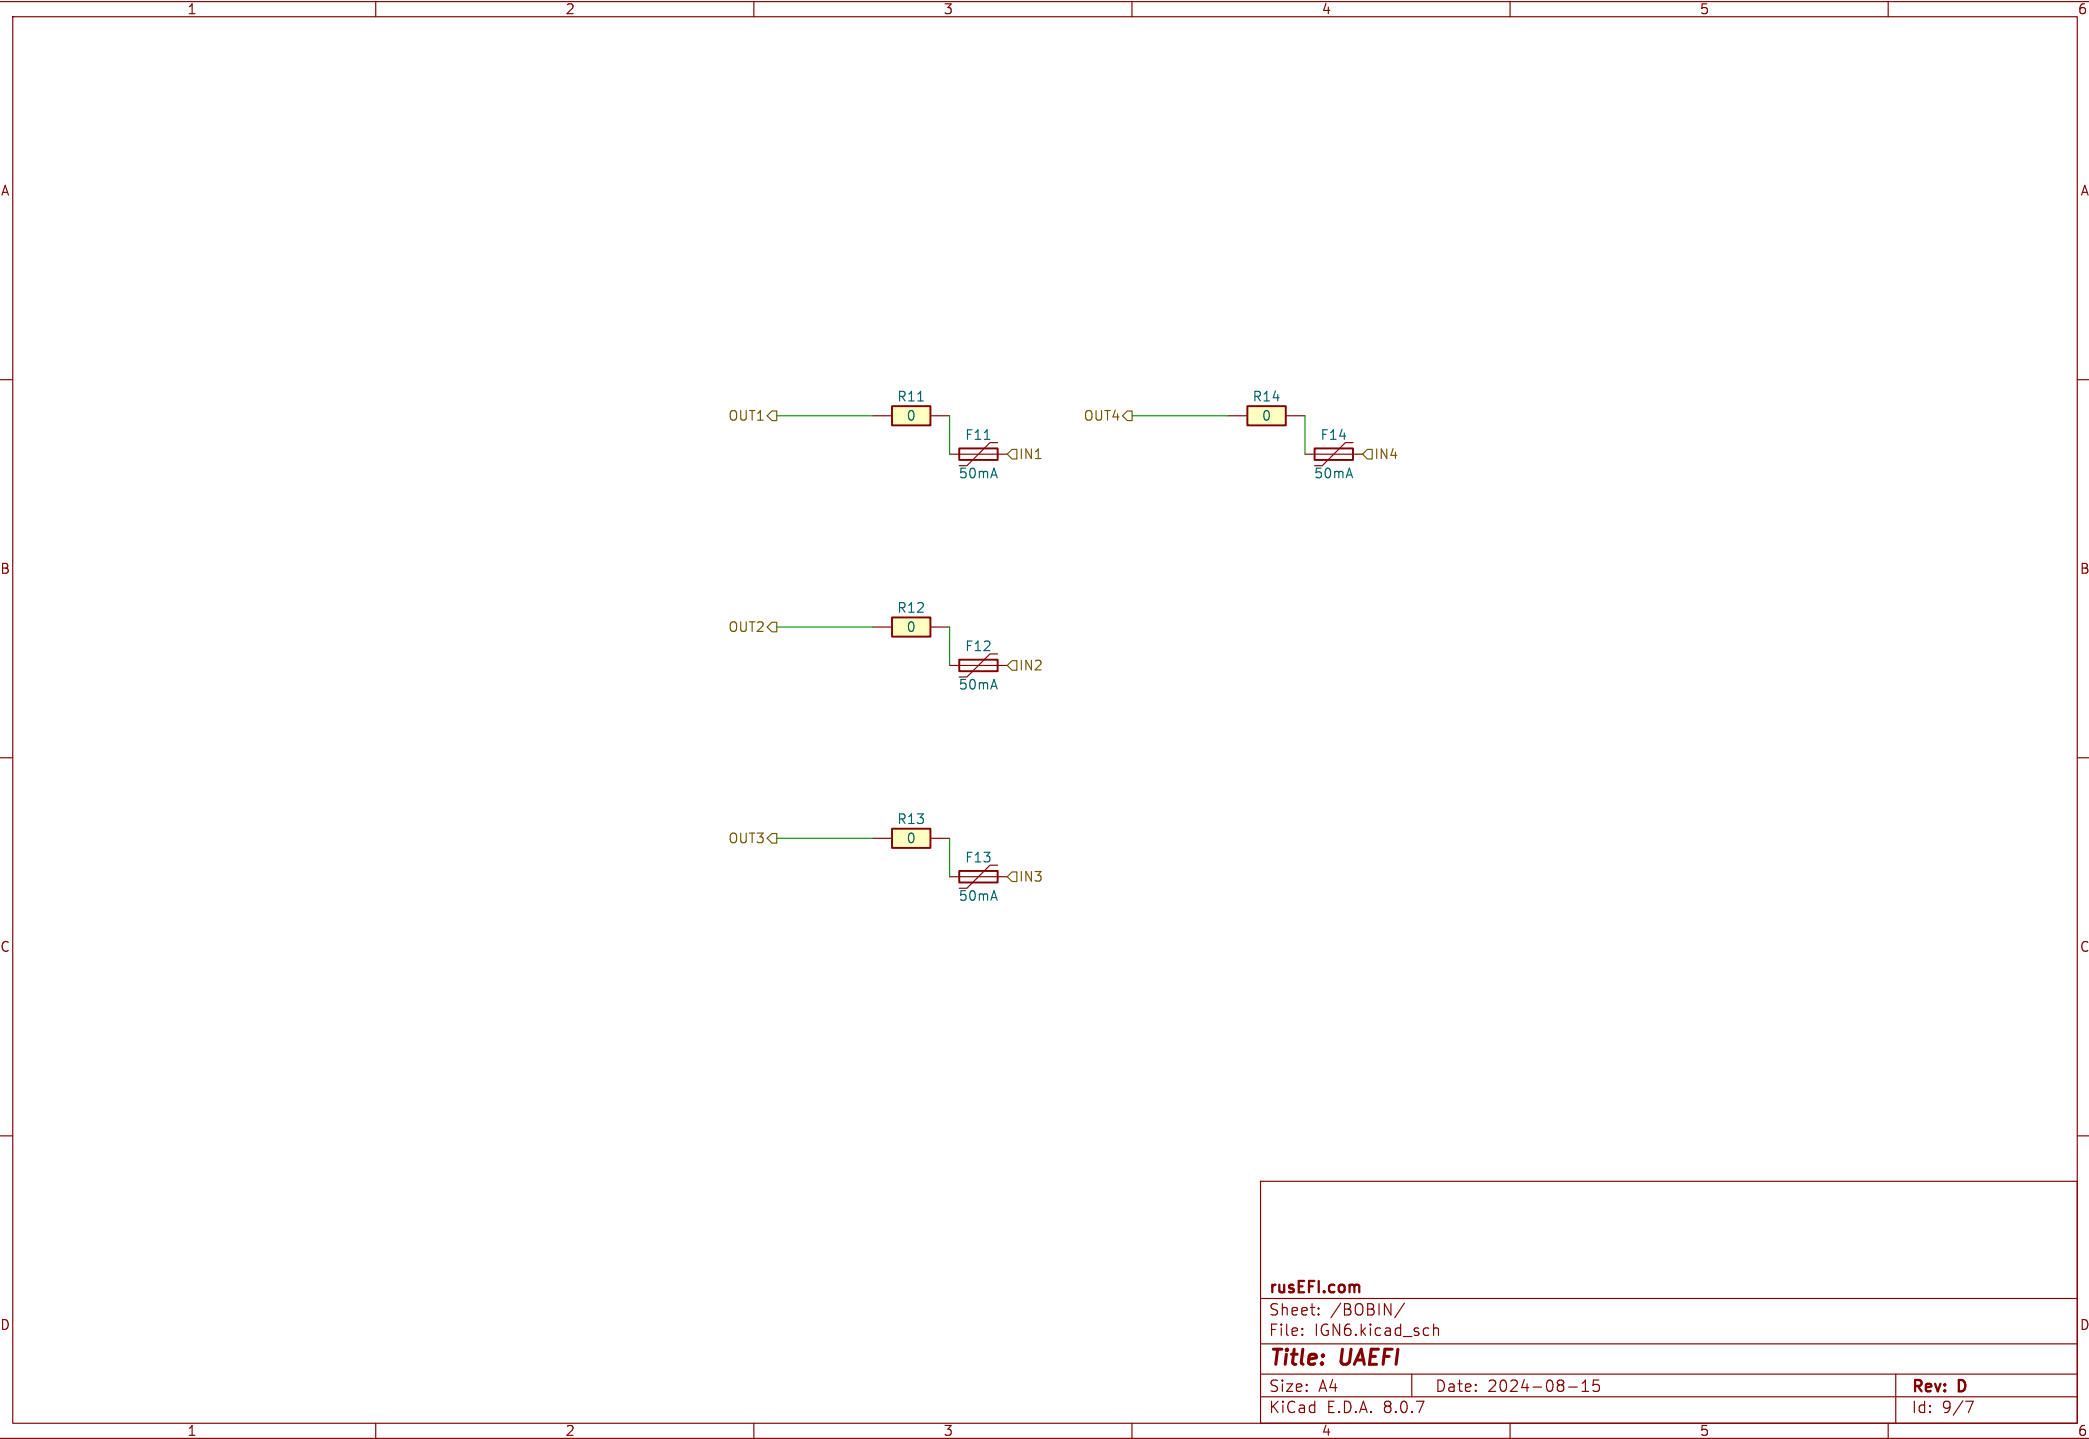 1 2 3 4 5 6
A A
R11 R14
OUT1 0 OUT4 0
F11 F14
IN1 IN4
50mA 50mA
B B
R12
OUT2 0
F12
IN2
50mA
R13
OUT3 0
F13
IN3
50mA
C C
rusEFI.com
Sheet: /BOBIN/
File: IGN6.kicad_sch
D D
Title: UAEFI
Size: A4 Date: 2024-08-15 Rev: D
KiCad E.D.A. 8.0.7 Id: 9/7
1 2 3 4 5 6